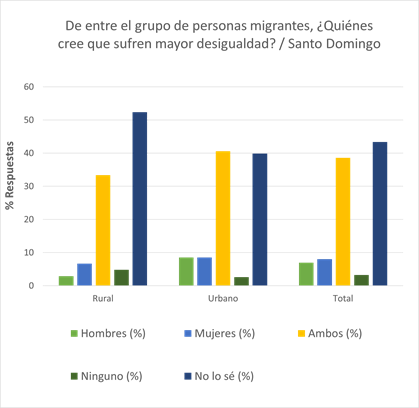 De entre el grupo de personas migrantes, ¿Quiénes
cree que sufren mayor desigualdad? / Santo Domingo
% Respuestas
60
50
40
30
20
10
0
Rural Urbano Total
Hombres (%) Mujeres (%) Ambos (%)
Ninguno (%) No lo sé (%)